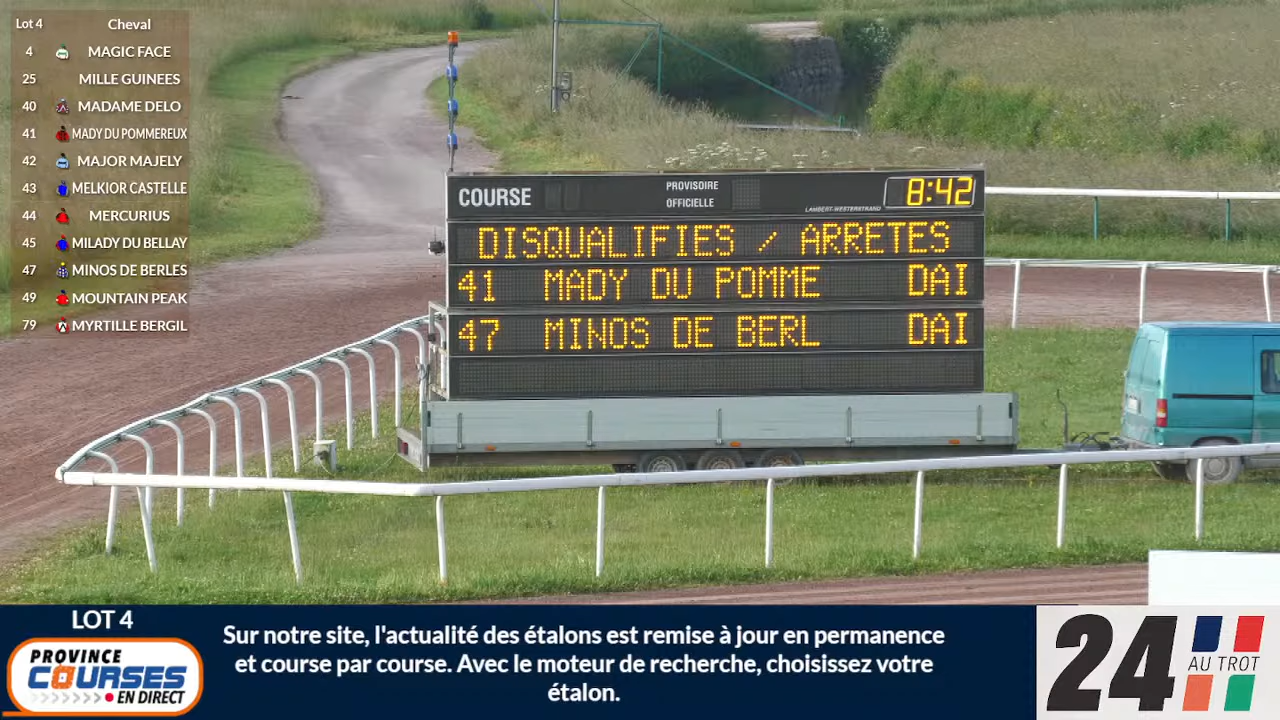 Lot 4 Cheval
4 MAGIC FACE
25 MILLE GUINEES
40 MADAME DELO
41 MADY DU POMMEREUX
42 MAJOR MAJELY
43 MELKIOR CASTELLE
44 MERCURIUS
45 MILADY DU BELLAY
47 MINOS DE BERLES
49 MOUNTAIN PEAK
79 MYRTILLE BERGIL
COURSE PROVISOIRE 8:42
OFFICIELLE LAMBERT-WESTERSTRAND
DISQUALIFIES / ARRETES
41 MADY DU POMME DAI
47 MINOS DE BERL DAI
LOT 4
PROVINCE
COURSES
EN DIRECT
Sur notre site, l'actualité des étalons est remise à jour en permanence
et course par course. Avec le moteur de recherche, choisissez votre
étalon.
24 AU TROT